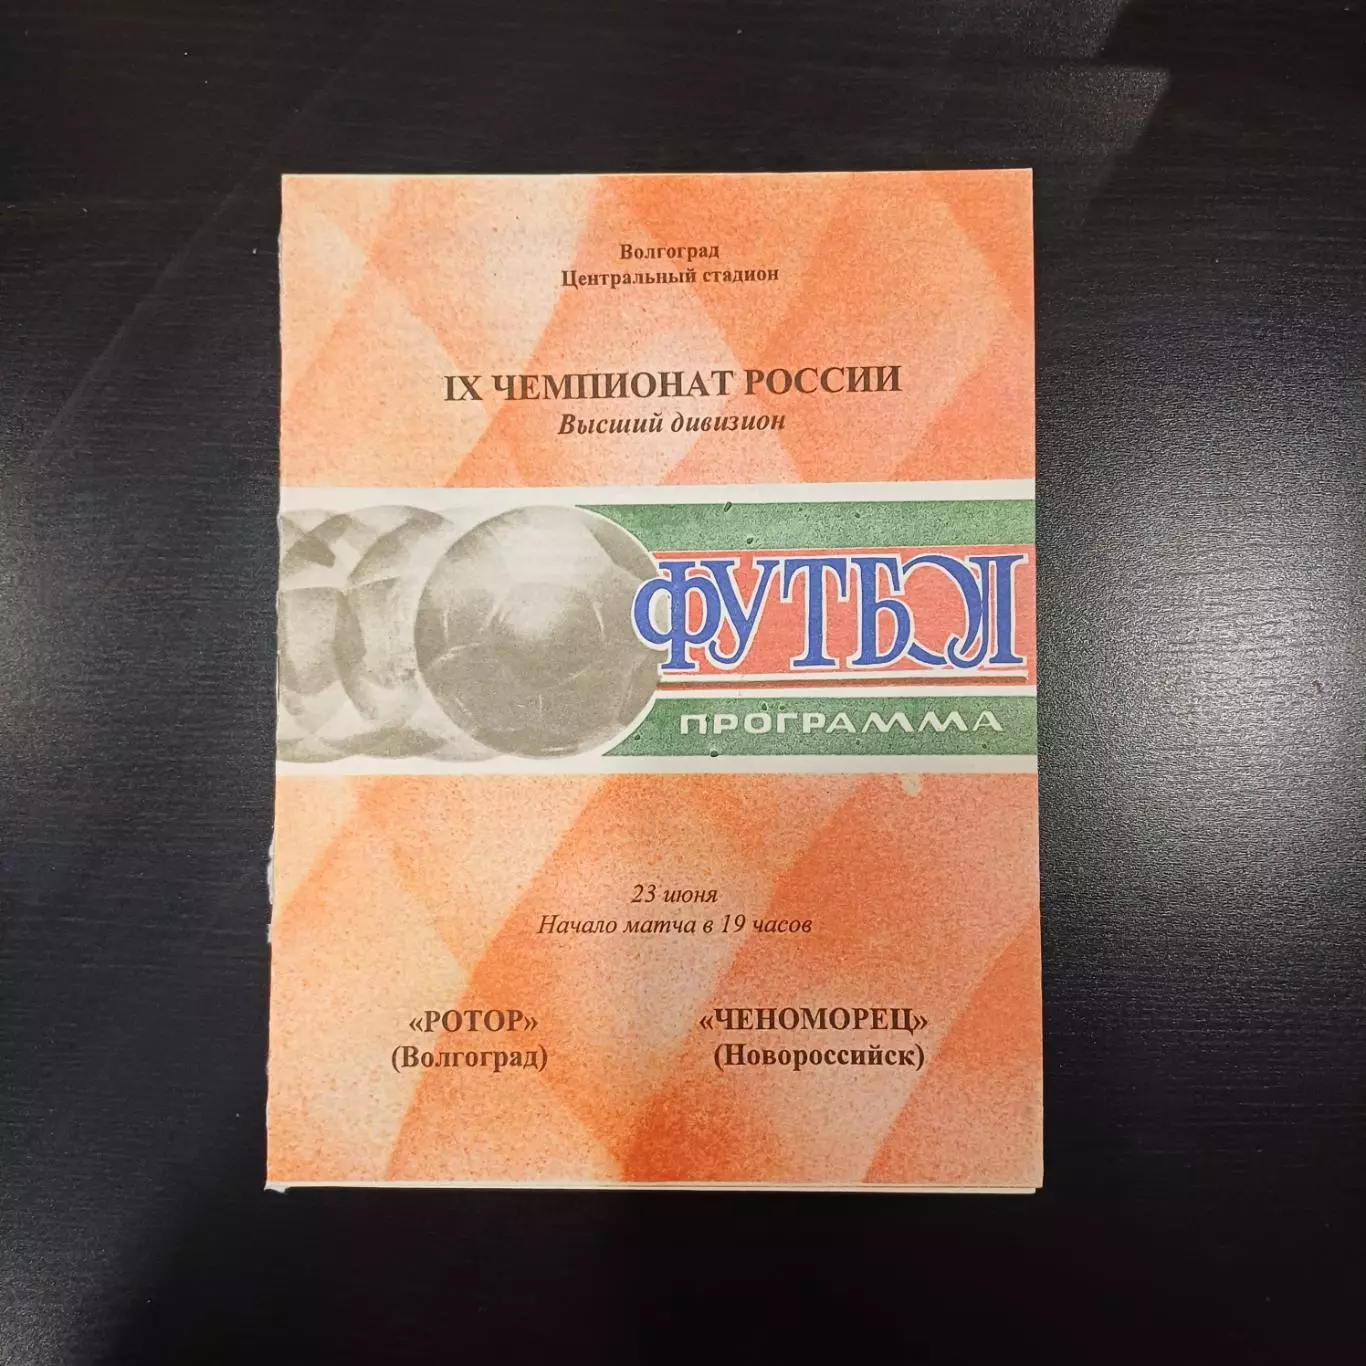 Волгоград
Центральный стадион
IX ЧЕМПИОНАТ РОССИИ
Высший дивизион
ФУТБОЛ
ПРОГРАММА
23 июня
Начало матча в 19 часов
«РОТОР»
(Волгоград)
«ЧЕНОМОРЕЦ»
(Новороссийск)